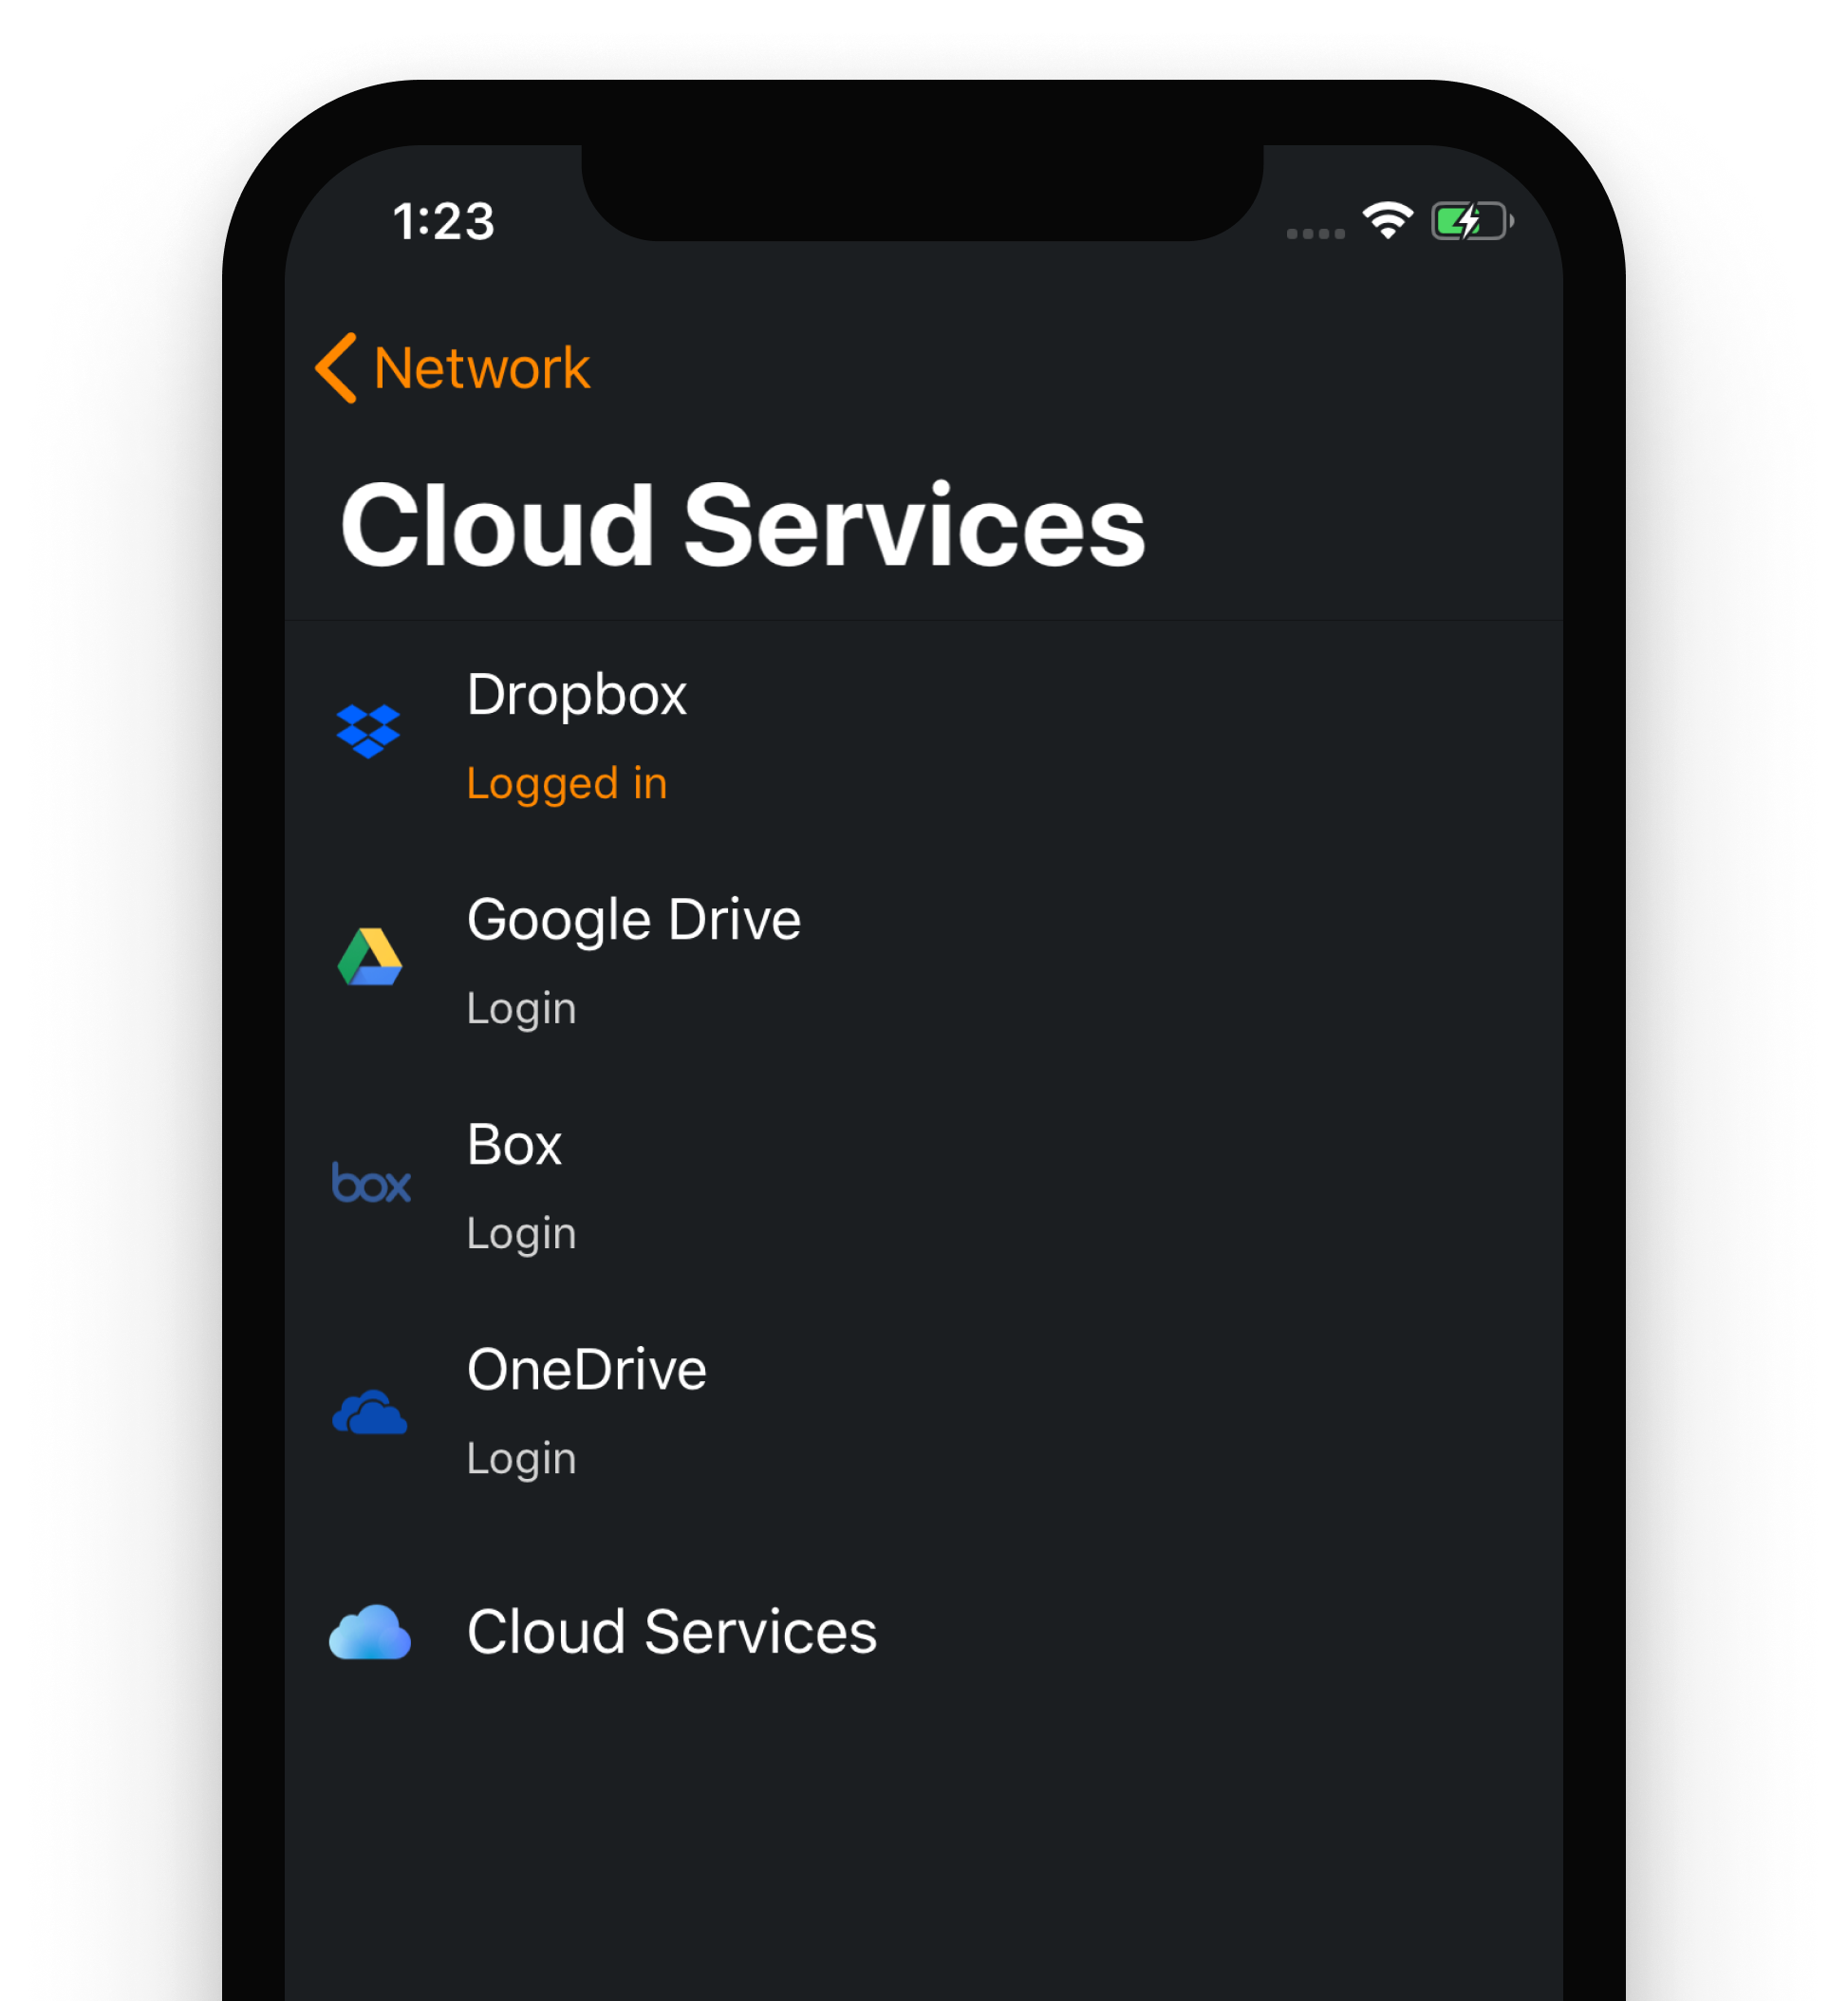 1:23
Network
Cloud Services
Dropbox
Logged in
Google Drive
Login
box
Box
Login
OneDrive
Login
Cloud Services